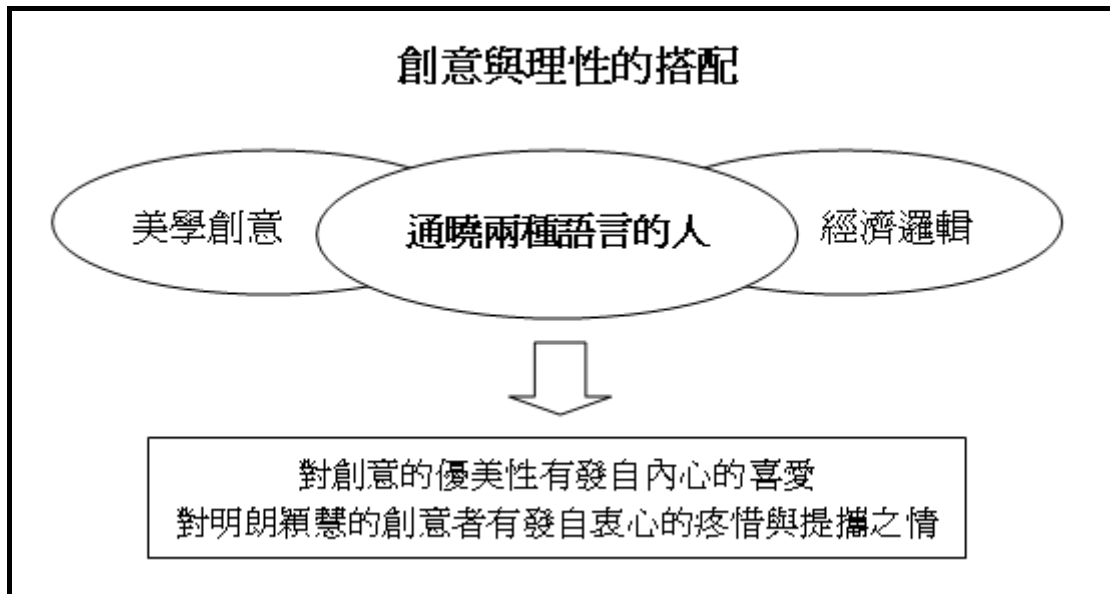 創意與理性的搭配
美學創意
通曉兩種語言的人
經濟邏輯
對創意的優美性有發自內心的喜愛
對明朗穎慧的創意者有發自衷心的疼惜與提攜之情